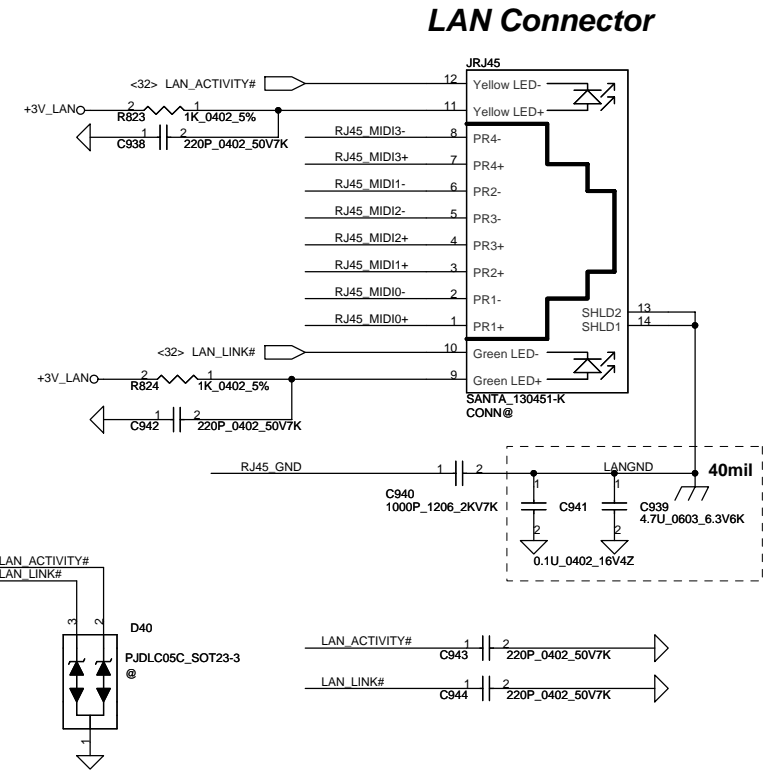 LAN Connector
JRJ45
<32> LAN_ACTIVITY#
12 Yellow LED-
+3V_LAN
2 1
R823 1K_0402_5%
11 Yellow LED+
1 2
C938 220P_0402_50V7K
RJ45_MIDI3- 8 PR4-
RJ45_MIDI3+ 7 PR4+
RJ45_MIDI1- 6 PR2-
RJ45_MIDI2- 5 PR3-
RJ45_MIDI2+ 4 PR3+
RJ45_MIDI1+ 3 PR2+
RJ45_MIDI0- 2 PR1-
RJ45_MIDI0+ 1 PR1+
SHLD2 13
SHLD1 14
<32> LAN_LINK#
10 Green LED-
+3V_LAN
2 1
R824 1K_0402_5%
9 Green LED+
SANTA_130451-K
CONN@
1 2
C942 220P_0402_50V7K
RJ45_GND
1 2
C940
1000P_1206_2KV7K
LANGND
40mil
1
C941
2
0.1U_0402_16V4Z
1
C939
4.7U_0603_6.3V6K
2
LAN_ACTIVITY#
LAN_LINK#
3 2
D40
PJDLC05C_SOT23-3
@
1
LAN_ACTIVITY# 1 2
C943 220P_0402_50V7K
LAN_LINK# 1 2
C944 220P_0402_50V7K